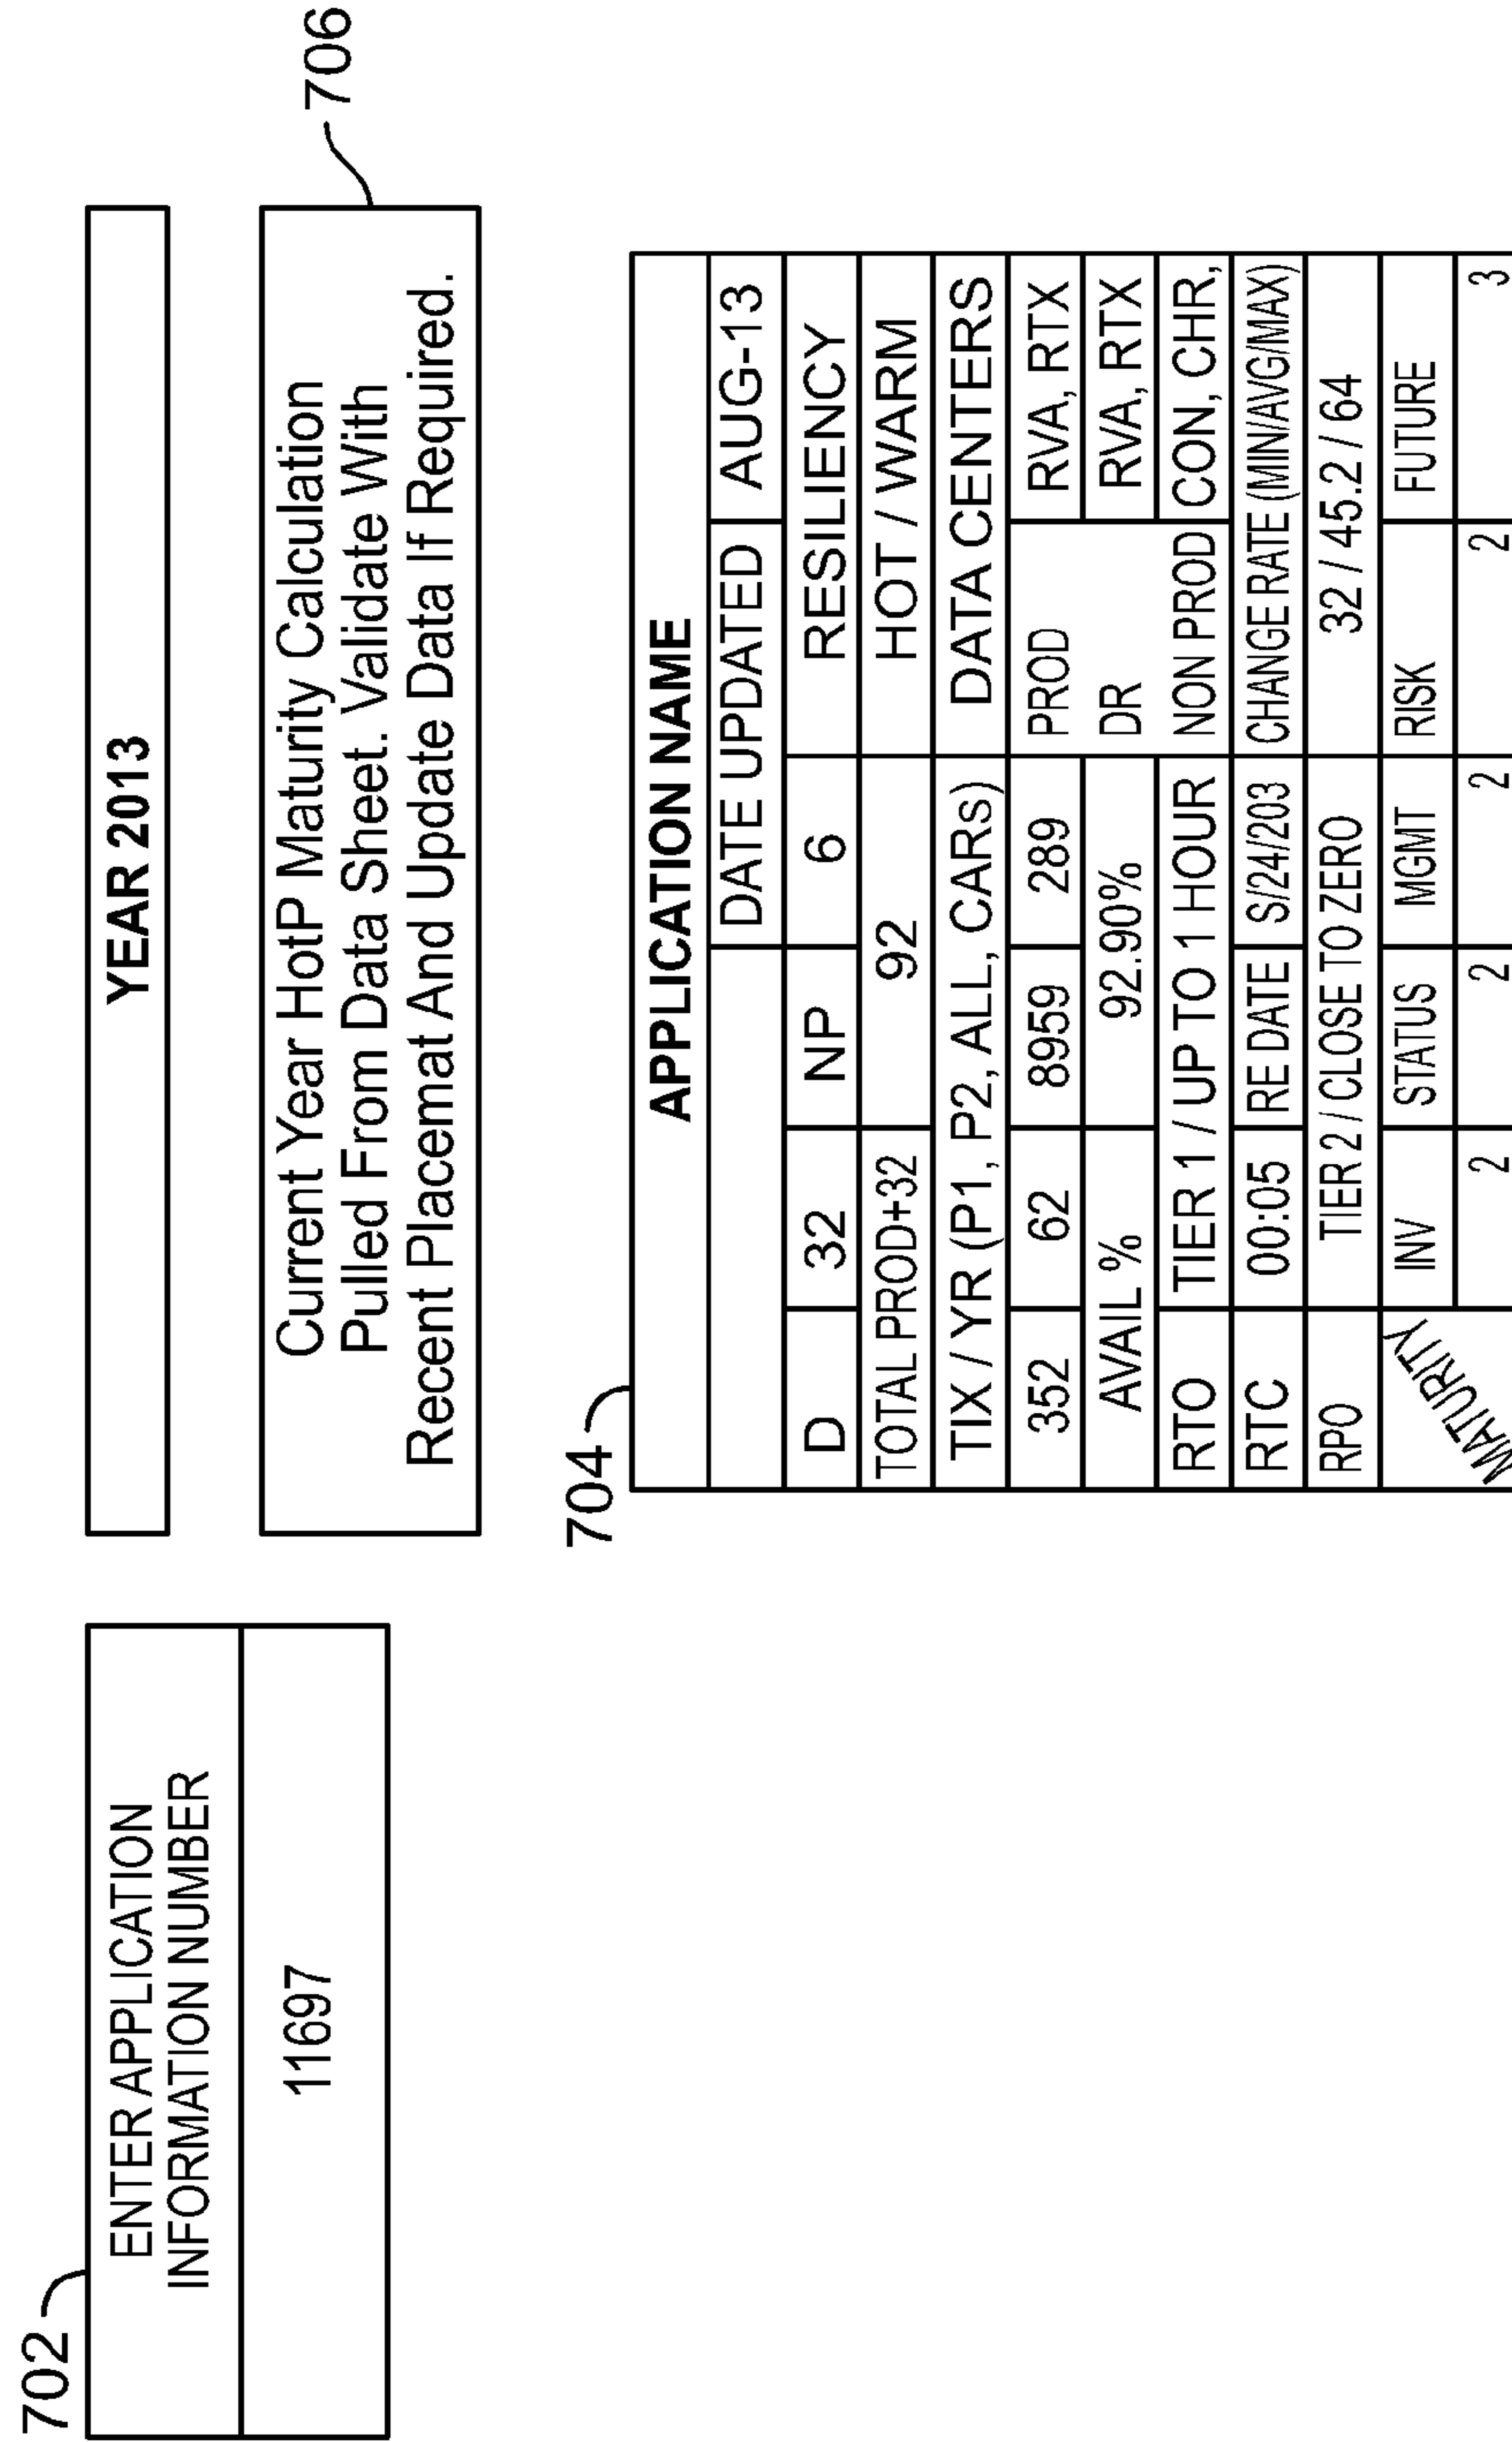 702
ENTER APPLICATION
INFORMATION NUMBER
11697
YEAR 2013
706
Current Year HotP Maturity Calculation
Pulled From Data Sheet. Validate With
Recent Placemat And Update Data If Required.
704
APPLICATION NAME
DATE UPDATED AUG-13
D 32 NP 6 RESILIENCY
TOTAL PROD+32 92 HOT / WARM
TIX / YR (P1, P2, ALL, CARs) DATA CENTERS
352 62 8959 289 PROD RVA, RTX
AVAIL % 92.90% DR RVA, RTX
RTO TIER 1 / UP TO 1 HOUR NON PROD CON, CHR,
RTC 00:05 RE DATE S/24/203 CHANGE RATE (MIN/AVG/MAX)
RPO TIER 2 / CLOSE TO ZERO 32 / 45.2 / 64
MATURITY INV STATUS MGMT RISK FUTURE
2 2 2 2 3